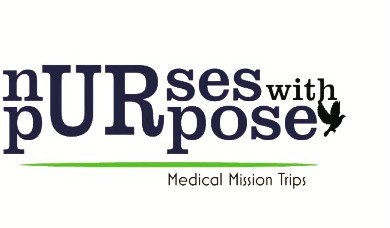 nURses with
pURpose
Medical Mission Trips